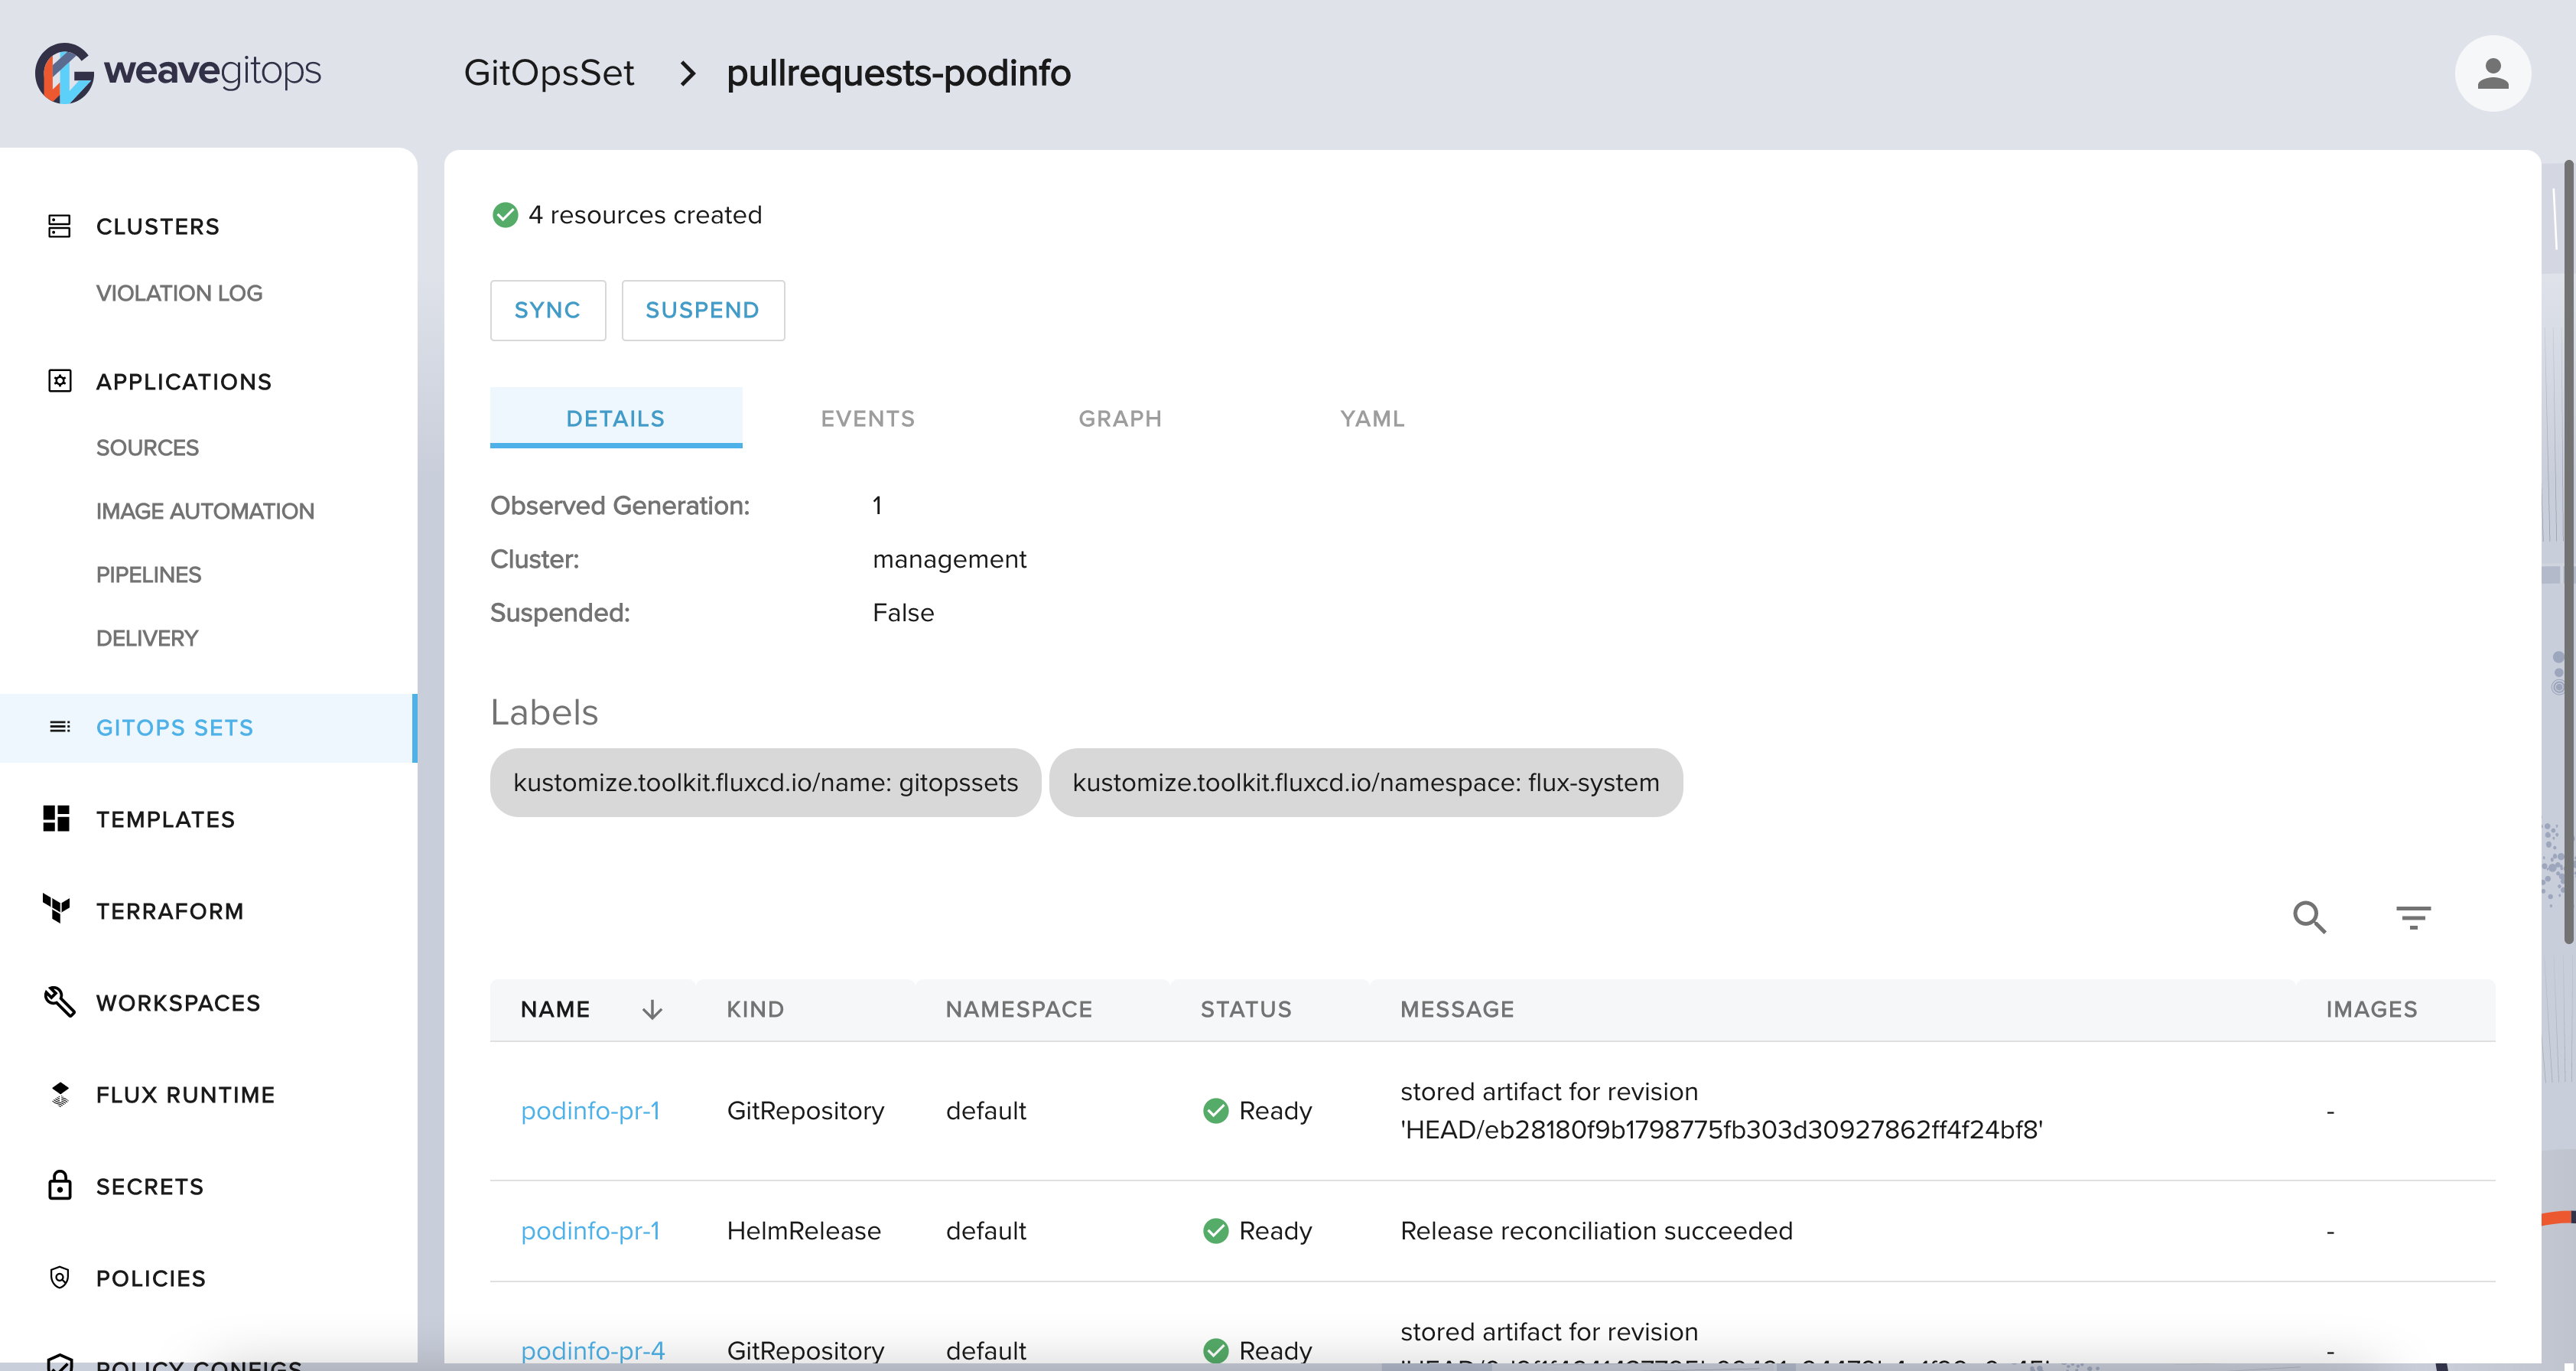 weavegitops
GitOpsSet > pullrequests-podinfo
CLUSTERS
VIOLATION LOG
APPLICATIONS
SOURCES
IMAGE AUTOMATION
PIPELINES
DELIVERY
GITOPS SETS
TEMPLATES
TERRAFORM
WORKSPACES
FLUX RUNTIME
SECRETS
POLICIES
POLICY CONFIGS
4 resources created
SYNC SUSPEND
DETAILS EVENTS GRAPH YAML
Observed Generation: 1
Cluster: management
Suspended: False
Labels
kustomize.toolkit.fluxcd.io/name: gitopssets kustomize.toolkit.fluxcd.io/namespace: flux-system
NAME KIND NAMESPACE STATUS MESSAGE IMAGES
podinfo-pr-1 GitRepository default Ready stored artifact for revision
'HEAD/eb28180f9b1798775fb303d30927862ff4f24bf8' -
podinfo-pr-1 HelmRelease default Ready Release reconciliation succeeded -
podinfo-pr-4 GitRepository default Ready stored artifact for revision -